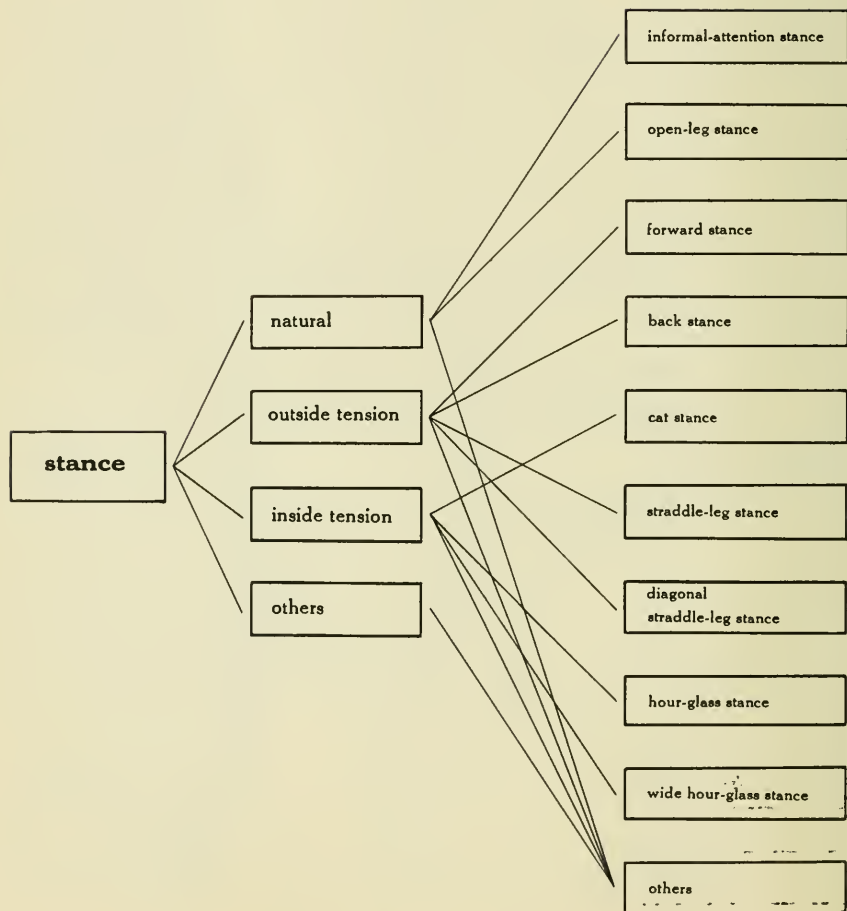 stance
natural
outside tension
inside tension
others
informal-attention stance
open-leg stance
forward stance
back stance
cat stance
straddle-leg stance
diagonal
straddle-leg stance
hour-glass stance
wide hour-glass stance
others